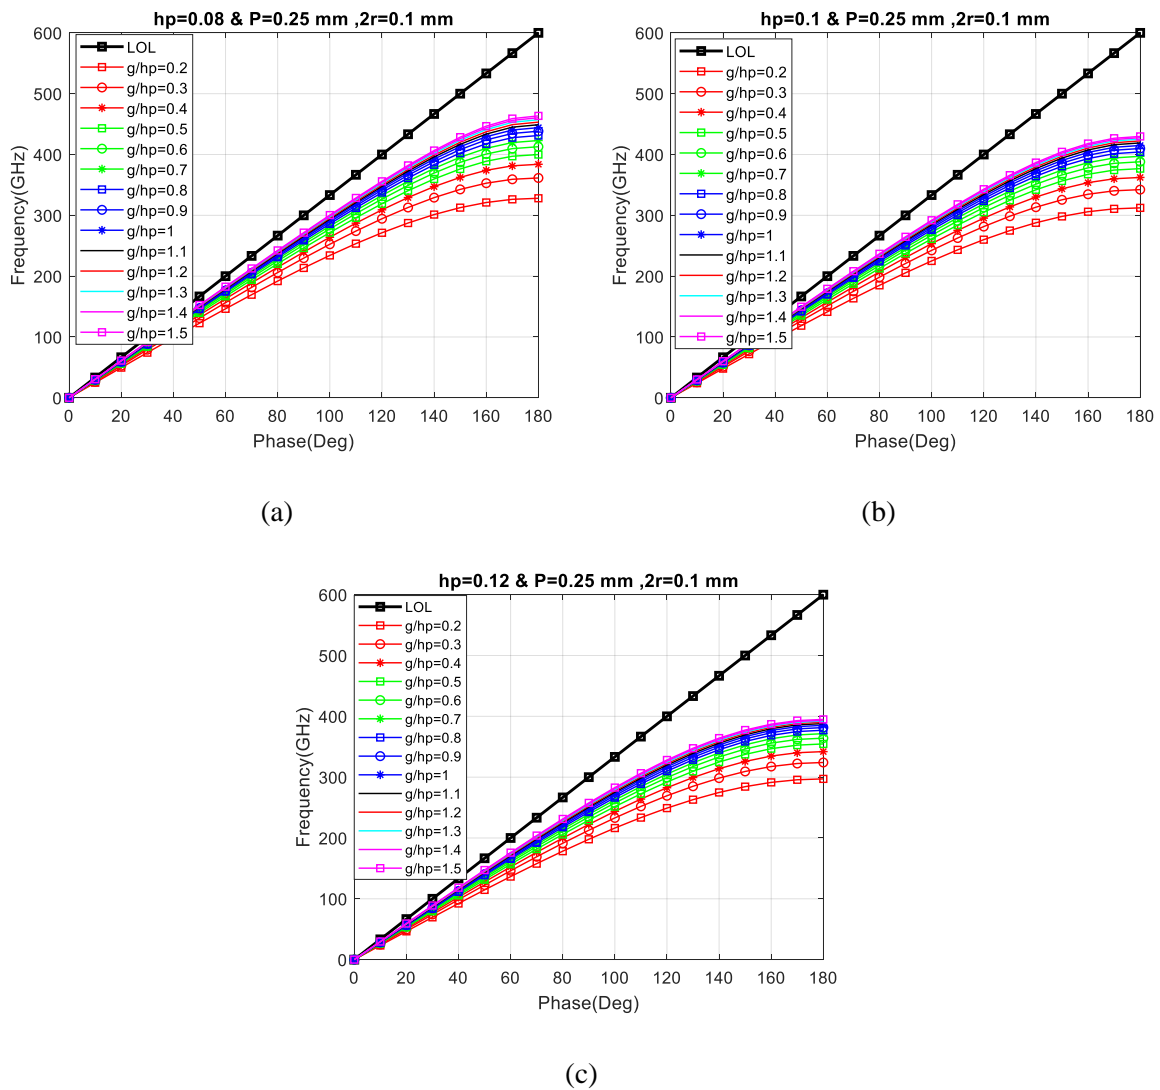 hp=0.08 & P=0.25 mm ,2r=0.1 mm
600
500
400
300
200
100
0
Frequency(GHz)
LOL
g/hp=0.2
g/hp=0.3
g/hp=0.4
g/hp=0.5
g/hp=0.6
g/hp=0.7
g/hp=0.8
g/hp=0.9
g/hp=1
g/hp=1.1
g/hp=1.2
g/hp=1.3
g/hp=1.4
g/hp=1.5
0 20 40 60 80 100 120 140 160 180
Phase(Deg)
(a)
hp=0.1 & P=0.25 mm ,2r=0.1 mm
600
500
400
300
200
100
0
Frequency(GHz)
LOL
g/hp=0.2
g/hp=0.3
g/hp=0.4
g/hp=0.5
g/hp=0.6
g/hp=0.7
g/hp=0.8
g/hp=0.9
g/hp=1
g/hp=1.1
g/hp=1.2
g/hp=1.3
g/hp=1.4
g/hp=1.5
0 20 40 60 80 100 120 140 160 180
Phase(Deg)
(b)
hp=0.12 & P=0.25 mm ,2r=0.1 mm
600
500
400
300
200
100
0
Frequency(GHz)
LOL
g/hp=0.2
g/hp=0.3
g/hp=0.4
g/hp=0.5
g/hp=0.6
g/hp=0.7
g/hp=0.8
g/hp=0.9
g/hp=1
g/hp=1.1
g/hp=1.2
g/hp=1.3
g/hp=1.4
g/hp=1.5
0 20 40 60 80 100 120 140 160 180
Phase(Deg)
(c)